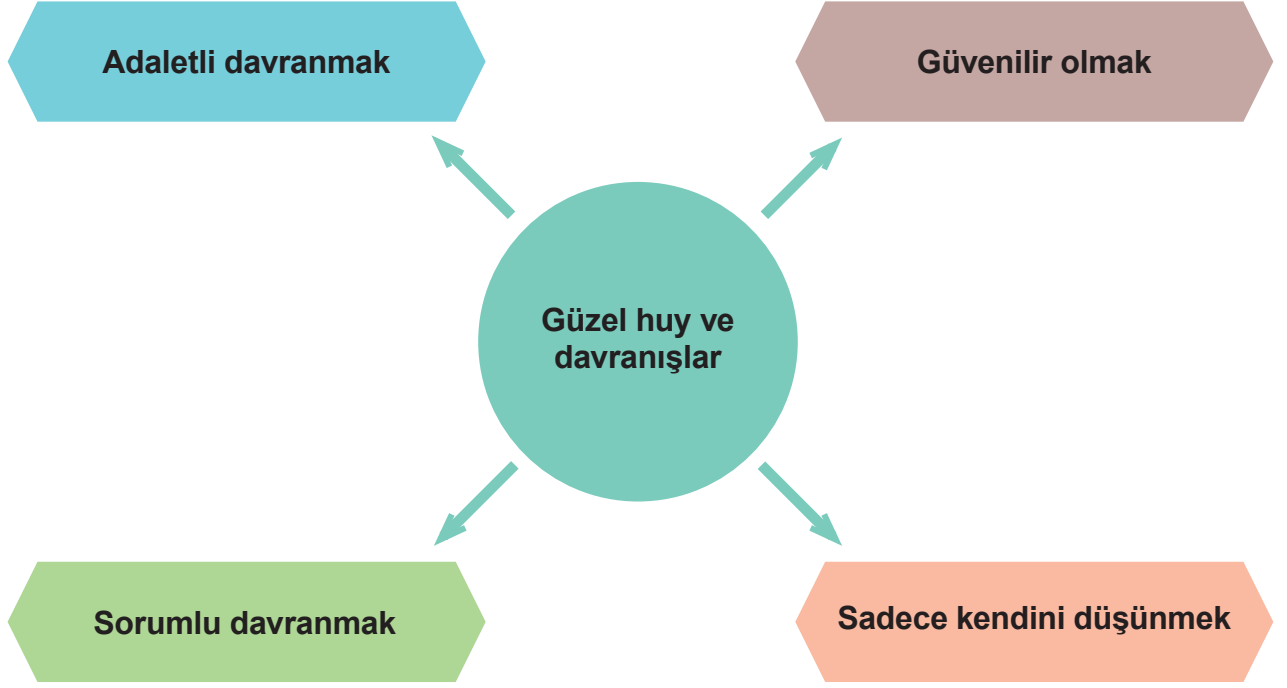 Adaletli davranmak
Güvenilir olmak
Güzel huy ve
davranışlar
Sorumlu davranmak
Sadece kendini düşünmek